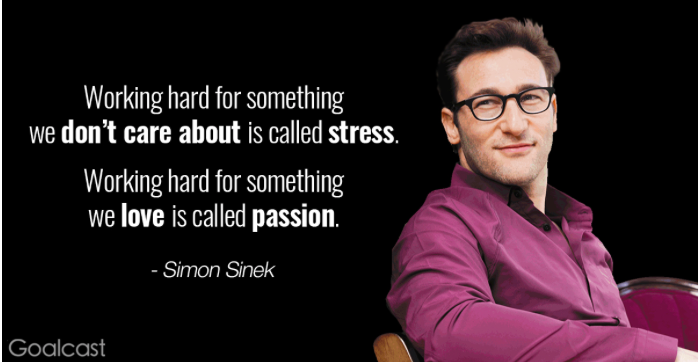 Working hard for something
we don't care about is called stress.
Working hard for something
we love is called passion.
- Simon Sinek
Goalcast